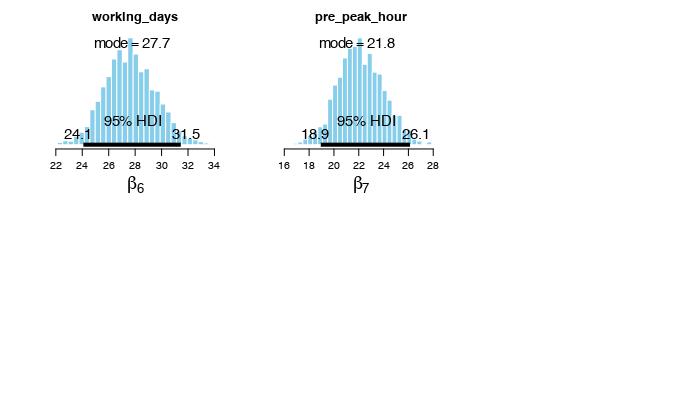 working_days
mode = 27.7
95% HDI
24.1 31.5
22 24 26 28 30 32 34
β6
pre_peak_hour
mode = 21.8
95% HDI
18.9 26.1
16 18 20 22 24 26 28
β7